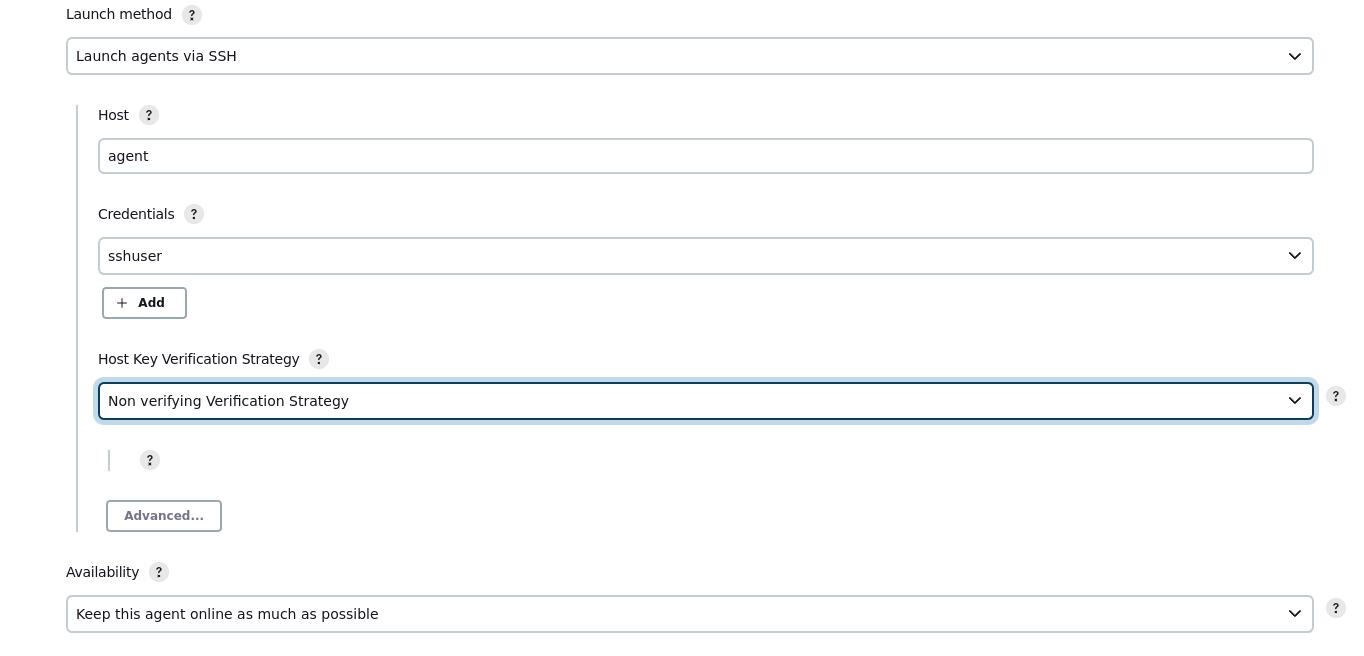 Launch method ?
Launch agents via SSH
Host ?
agent
Credentials ?
sshuser
+ Add
Host Key Verification Strategy ?
Non verifying Verification Strategy
?
?
Advanced...
Availability ?
Keep this agent online as much as possible
?